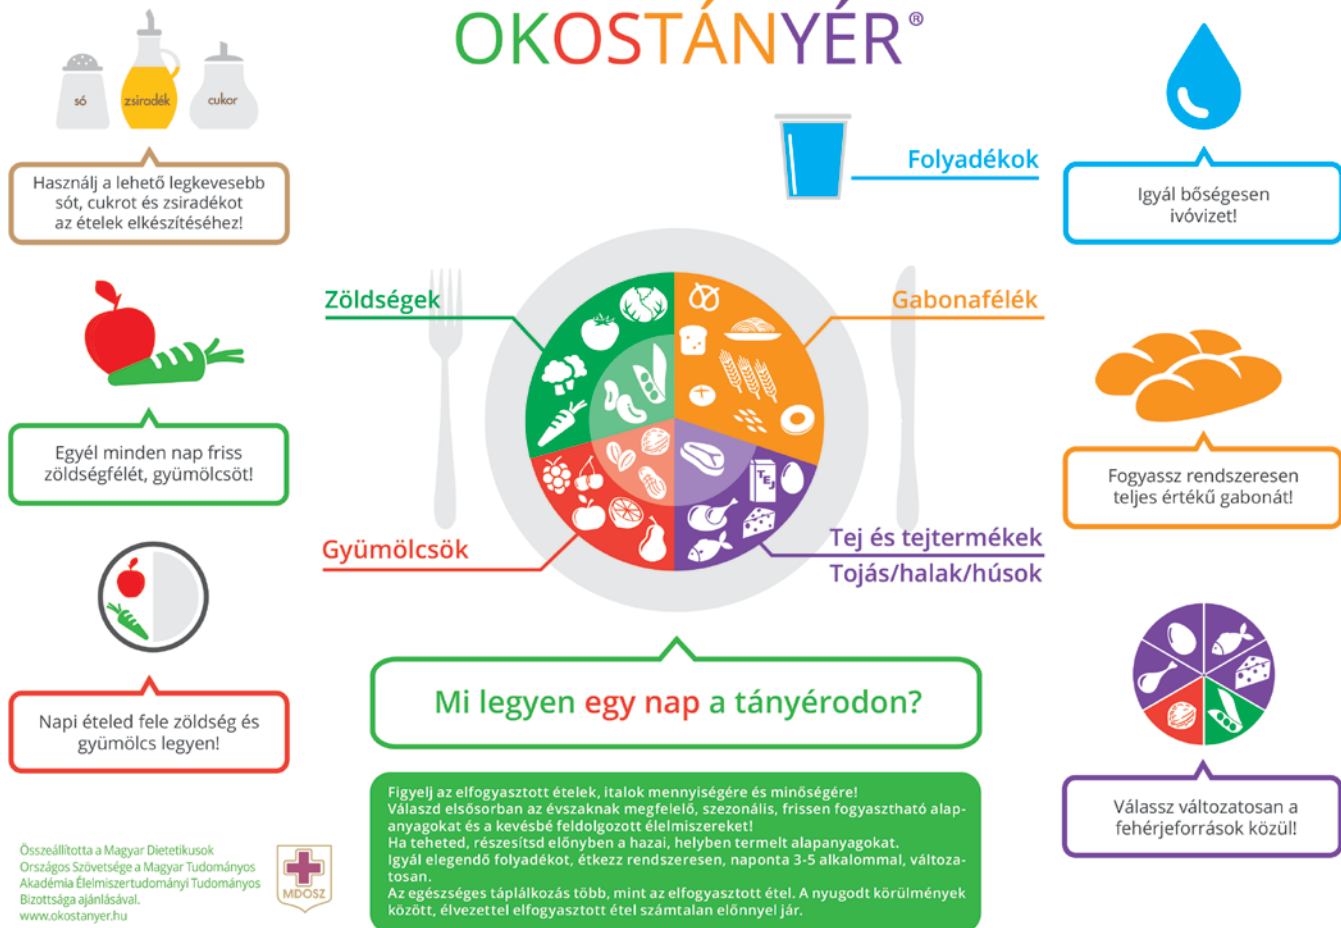 OKOSTÁNYÉR®
só
zsiradék
cukor
Használj a lehető legkevesebb
sót, cukrot és zsiradékot
az ételek elkészítéséhez!
Folyadékok
Igyál bőségesen
ivóvizet!
Zöldségek
Gabonafélék
Egyél minden nap friss
zöldségfélét, gyümölcsöt!
Fogyassz rendszeresen
teljes értékű gabonát!
TEJ
Gyümölcsök
Tej és tejtermékek
Tojás/halak/húsok
Napi ételed fele zöldség és
gyümölcs legyen!
Mi legyen egy nap a tányérodon?
Válassz változatosan a
fehérjeforrások közül!
Figyelj az elfogyasztott ételek, italok mennyiségére és minőségére!
Válaszd elsősorban az évszaknak megfelelő, szezonális, frissen fogyasztható alap-
anyagokat és a kevésbé feldolgozott élelmiszereket!
Ha teheted, részesítsd előnyben a hazai, helyben termelt alapanyagokat.
Igyál elegendő folyadékot, étkezz rendszeresen, naponta 3-5 alkalommal, változa-
tosan.
Az egészséges táplálkozás több, mint az elfogyasztott étel. A nyugodt körülmények
között, élvezettel elfogyasztott étel számtalan előnnyel jár.
Összeállította a Magyar Dietetikusok
Országos Szövetsége a Magyar Tudományos
Akadémia Élelmiszertudományi Tudományos
Bizottsága ajánlásával.
www.okostanyer.hu
MDOSZ